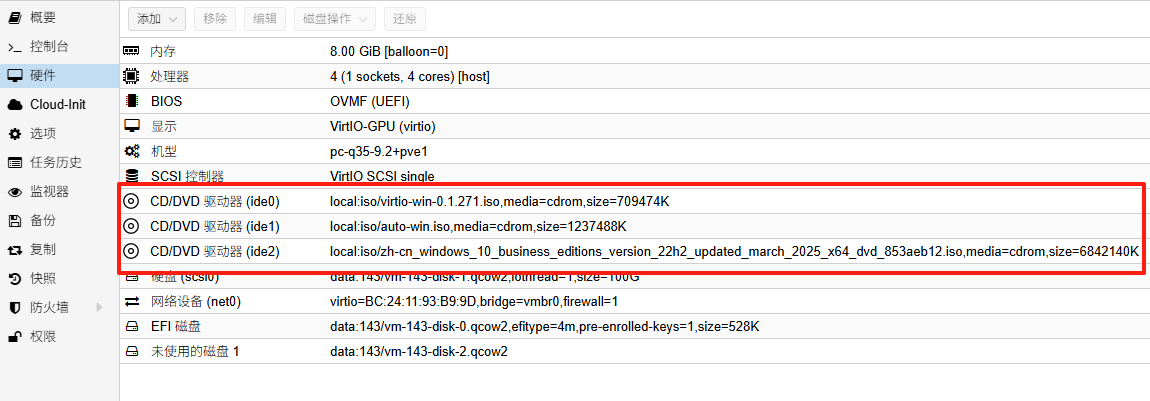 概要
控制台
硬件
Cloud-Init
选项
任务历史
监视器
备份
复制
快照
防火墙
权限
添加 移除 编辑 磁盘操作 还原
内存 8.00 GiB [balloon=0]
处理器 4 (1 sockets, 4 cores) [host]
BIOS OVMF (UEFI)
显示 VirtIO-GPU (virtio)
机型 pc-q35-9.2+pve1
SCSI 控制器 VirtIO SCSI single
CD/DVD 驱动器 (ide0) local:iso/virtio-win-0.1.271.iso,media=cdrom,size=709474K
CD/DVD 驱动器 (ide1) local:iso/auto-win.iso,media=cdrom,size=1237488K
CD/DVD 驱动器 (ide2) local:iso/zh-cn_windows_10_business_editions_version_22h2_updated_march_2025_x64_dvd_853aeb12.iso,media=cdrom,size=6842140K
硬盘 (scsi0) data:143/vm-143-disk-1.qcow2,iothread=1,size=100G
网络设备 (net0) virtio=BC:24:11:93:B9:9D,bridge=vmbr0,firewall=1
EFI 磁盘 data:143/vm-143-disk-0.qcow2,efitype=4m,pre-enrolled-keys=1,size=528K
未使用的磁盘 1 data:143/vm-143-disk-2.qcow2